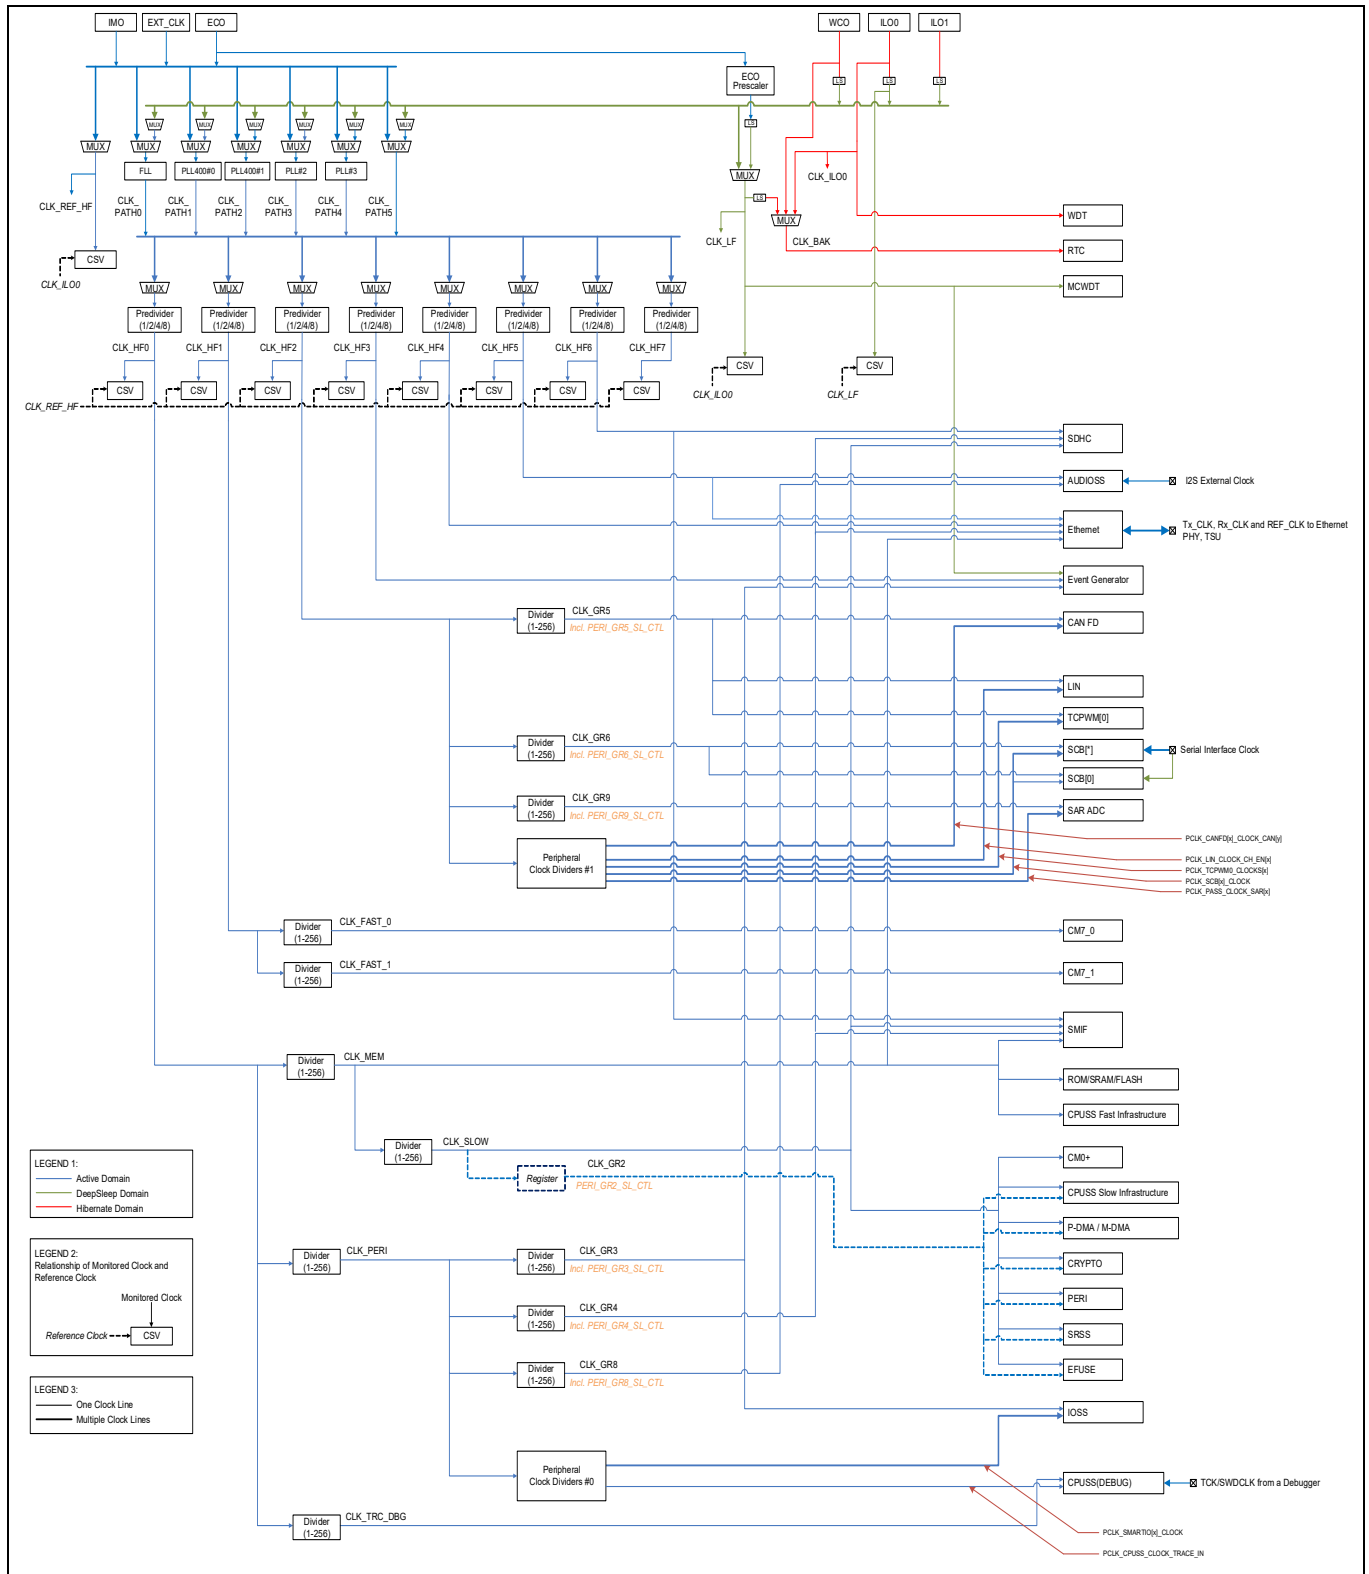 IMO
EXT_CLK
ECO
WCO
ILO0
ILO1
ECO
Prescaler
LS
LS
LS
MUX
MUX
MUX
MUX
MUX
MUX
LS
MUX
MUX
MUX
MUX
MUX
MUX
MUX
FLL
PLL400#0
PLL400#1
PLL#2
PLL#3
MUX
CLK_ILO0
CLK_REF_HF
CLK_
PATH0
CLK_
PATH1
CLK_
PATH2
CLK_
PATH3
CLK_
PATH4
CLK_
PATH5
LS
MUX
CLK_LF
CLK_BAK
WDT
RTC
MCWDT
CSV
CLK_ILO0
MUX
MUX
MUX
MUX
MUX
MUX
MUX
MUX
Predivider
(1/2/4/8)
Predivider
(1/2/4/8)
Predivider
(1/2/4/8)
Predivider
(1/2/4/8)
Predivider
(1/2/4/8)
Predivider
(1/2/4/8)
Predivider
(1/2/4/8)
Predivider
(1/2/4/8)
CLK_HF0
CLK_HF1
CLK_HF2
CLK_HF3
CLK_HF4
CLK_HF5
CLK_HF6
CLK_HF7
CSV
CSV
CSV
CSV
CSV
CSV
CSV
CSV
CLK_REF_HF
CSV
CLK_ILO0
CSV
CLK_LF
SDHC
AUDIOSS
I2S External Clock
Ethernet
Tx_CLK, Rx_CLK and REF_CLK to Ethernet
PHY, TSU
Event Generator
Divider
(1-256)
CLK_GR5
Incl. PERI_GR5_SL_CTL
CAN FD
LIN
TCPWM[0]
Divider
(1-256)
CLK_GR6
Incl. PERI_GR6_SL_CTL
SCB[*]
Serial Interface Clock
SCB[0]
Divider
(1-256)
CLK_GR9
Incl. PERI_GR9_SL_CTL
SAR ADC
Peripheral
Clock Dividers #1
PCLK_CANFD[x]_CLOCK_CAN[y]
PCLK_LIN_CLOCK_CH_EN[x]
PCLK_TCPWM0_CLOCKS[x]
PCLK_SCB[x]_CLOCK
PCLK_PASS_CLOCK_SAR[x]
Divider
(1-256)
CLK_FAST_0
CM7_0
Divider
(1-256)
CLK_FAST_1
CM7_1
SMIF
Divider
(1-256)
CLK_MEM
ROM/SRAM/FLASH
CPUSS Fast Infrastructure
Divider
(1-256)
CLK_SLOW
Register
CLK_GR2
PERI_GR2_SL_CTL
CM0+
CPUSS Slow Infrastructure
P-DMA / M-DMA
CRYPTO
PERI
SRSS
EFUSE
LEGEND 1:
Active Domain
DeepSleep Domain
Hibernate Domain
LEGEND 2:
Relationship of Monitored Clock and
Reference Clock
Monitored Clock
Reference Clock
CSV
LEGEND 3:
One Clock Line
Multiple Clock Lines
Divider
(1-256)
CLK_PERI
Divider
(1-256)
CLK_GR3
Incl. PERI_GR3_SL_CTL
Divider
(1-256)
CLK_GR4
Incl. PERI_GR4_SL_CTL
Divider
(1-256)
CLK_GR8
Incl. PERI_GR8_SL_CTL
IOSS
Peripheral
Clock Dividers #0
CPUSS(DEBUG)
TCK/SWDCLK from a Debugger
Divider
(1-256)
CLK_TRC_DBG
PCLK_SMARTIO[x]_CLOCK
PCLK_CPUSS_CLOCK_TRACE_IN